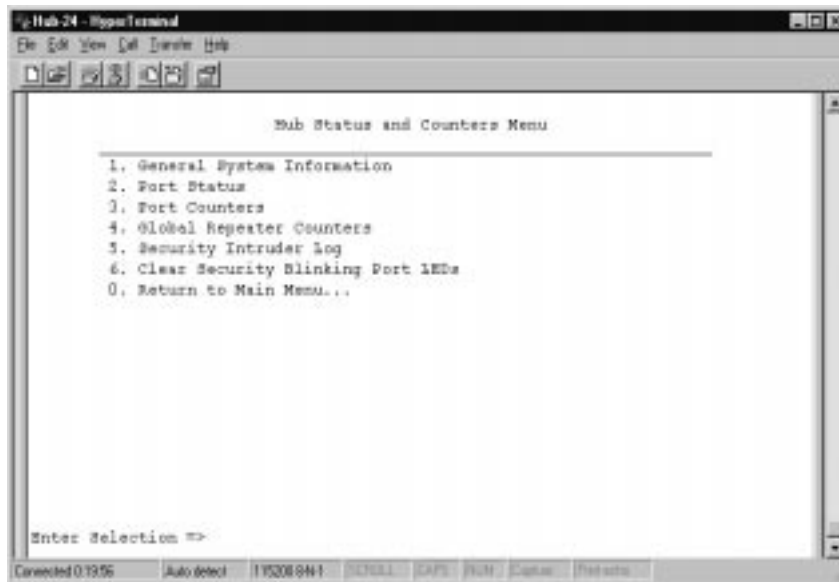 Hub-24 - HyperTerminal
File Edit View Call Transfer Help
Hub Status and Counters Menu
1. General System Information
2. Port Status
3. Port Counters
4. Global Repeater Counters
5. Security Intruder Log
6. Clear Security Blinking Port LEDs
0. Return to Main Menu...
Enter Selection =>
Connected 0:19:56 Auto detect 115200 8-N-1 SCROLL CAPS NUM Capture Print echo